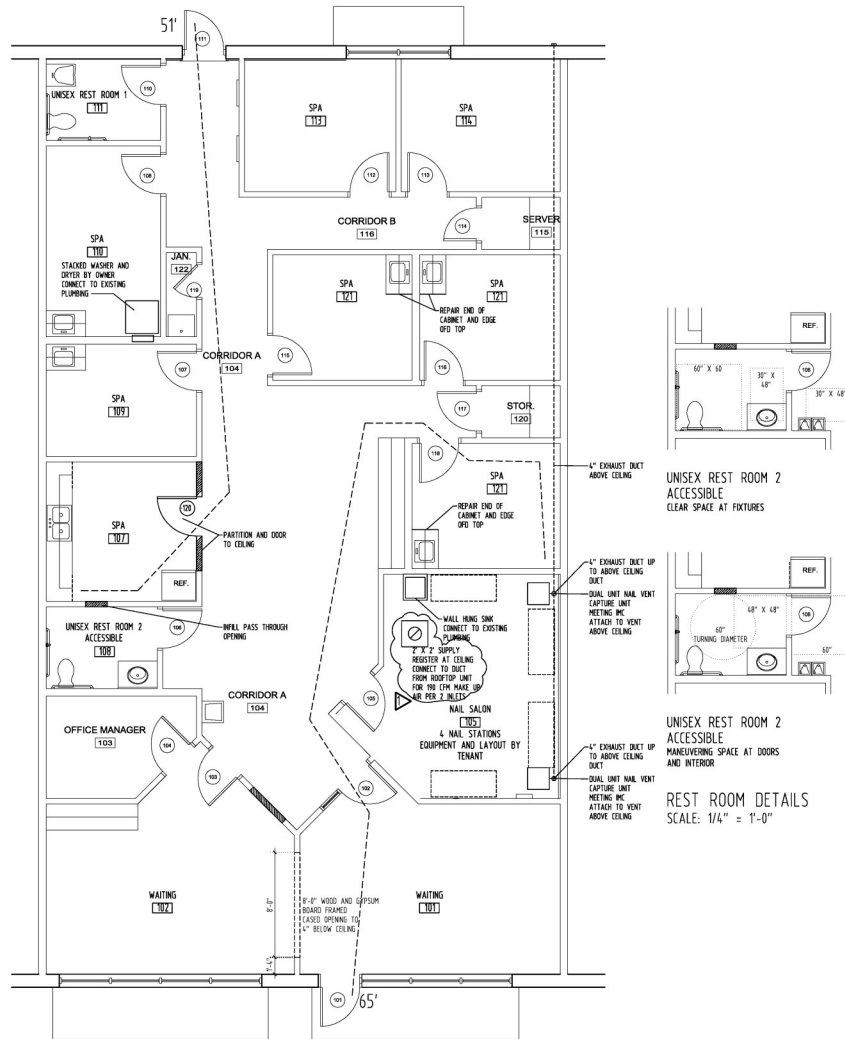 51'
111
UNISEX REST ROOM 1
111
110
SPA
113
SPA
114
108
112
113
CORRIDOR B
116
114
SERVER
115
SPA
110
STACKED WASHER AND
DRYER BY OWNER
CONNECT TO EXISTING
PLUMBING
JAN.
122
119
SPA
121
SPA
121
REPAIR END OF
CABINET AND EDGE
OFD TOP
CORRIDOR A
104
115
107
116
SPA
109
117
STOR.
120
118
SPA
121
REPAIR END OF
CABINET AND EDGE
OFD TOP
4" EXHAUST DUCT
ABOVE CEILING
SPA
107
120
PARTITION AND DOOR
TO CEILING
REF.
INFILL PASS THROUGH
OPENING
UNISEX REST ROOM 2
ACCESSIBLE
108
106
WALL HUNG SINK
CONNECT TO EXISTING
PLUMBING
2' X 2' SUPPLY
REGISTER AT CEILING
CONNECT TO DUCT
FROM ROOFTOP UNIT
FOR 190 CFM MAKE UP
AIR PER 2 INLETS
4" EXHAUST DUCT UP
TO ABOVE CEILING
DUCT
DUAL UNIT NAIL VENT
CAPTURE UNIT
MEETING IMC
ATTACH TO VENT
ABOVE CEILING
CORRIDOR A
104
105
NAIL SALON
105
4 NAIL STATIONS
EQUIPMENT AND LAYOUT BY
TENANT
OFFICE MANAGER
103
104
103
102
4" EXHAUST DUCT UP
TO ABOVE CEILING
DUCT
DUAL UNIT NAIL VENT
CAPTURE UNIT
MEETING IMC
ATTACH TO VENT
ABOVE CEILING
WAITING
102
8'-0"
8'-0" WOOD AND GYPSUM
BOARD FRAMED
CASED OPENING TO
4" BELOW CEILING
WAITING
101
101
65'
REF.
60" X 60
30" X
48"
106
30" X 48"
UNISEX REST ROOM 2
ACCESSIBLE
CLEAR SPACE AT FIXTURES
REF.
48" X 48"
60"
TURNING DIAMETER
106
60"
UNISEX REST ROOM 2
ACCESSIBLE
MANEUVERING SPACE AT DOORS
AND INTERIOR
REST ROOM DETAILS
SCALE: 1/4" = 1'-0"